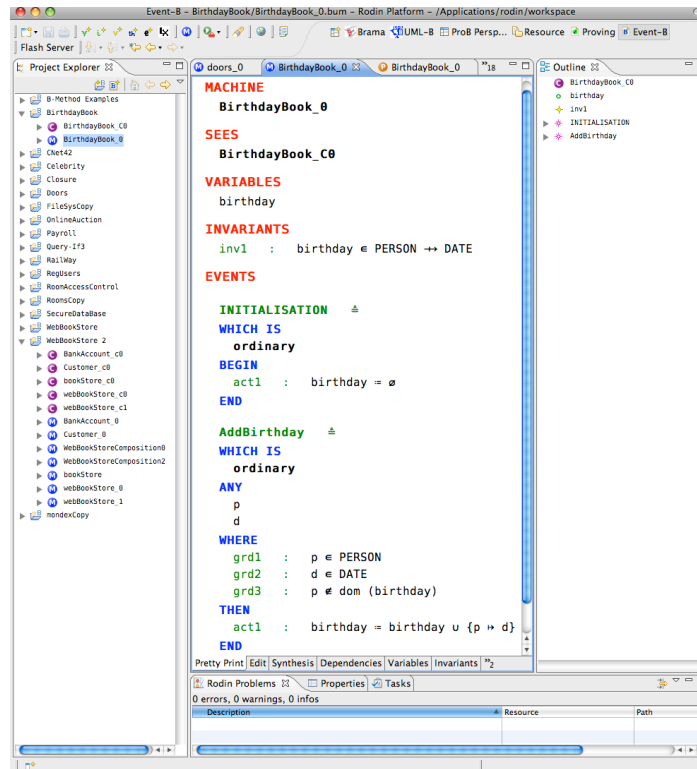 Event-B - BirthdayBook/BirthdayBook_0.bum - Rodin Platform - /Applications/rodin/workspace
Brama UML-B ProB Persp... Resource Proving Event-B
Flash Server
Project Explorer
B-Method Examples
BirthdayBook
BirthdayBook_C0
BirthdayBook_0
CNet42
Celebrity
Closure
Doors
FileSysCopy
OnlineAuction
Payroll
Query-If3
RailWay
RegUsers
RoonAccessControl
RoomsCopy
SecureDataBase
WebBookStore
WebBookStore 2
BankAccount_c0
Customer_c0
bookStore_c0
webBookStore_c0
webBookStore_c1
BankAccount_0
Customer_0
WebBookStoreComposition0
WebBookStoreComposition2
bookStore
webBookStore_0
webBookStore_1
mondexCopy
doors_0 BirthdayBook_0 BirthdayBook_0 »18
MACHINE
BirthdayBook_0
SEES
BirthdayBook_C0
VARIABLES
birthday
INVARIANTS
inv1 : birthday ∈ PERSON ⇸ DATE
EVENTS
INITIALISATION ≙
WHICH IS
ordinary
BEGIN
act1 : birthday ≔ ∅
END
AddBirthday ≙
WHICH IS
ordinary
ANY
p
d
WHERE
grd1 : p ∈ PERSON
grd2 : d ∈ DATE
grd3 : p ∉ dom (birthday)
THEN
act1 : birthday ≔ birthday ∪ {p ↦ d}
END
Pretty Print Edit Synthesis Dependencies Variables Invariants »2
Outline
BirthdayBook_C0
birthday
inv1
INITIALISATION
AddBirthday
Rodin Problems Properties Tasks
0 errors, 0 warnings, 0 infos
Description Resource Path